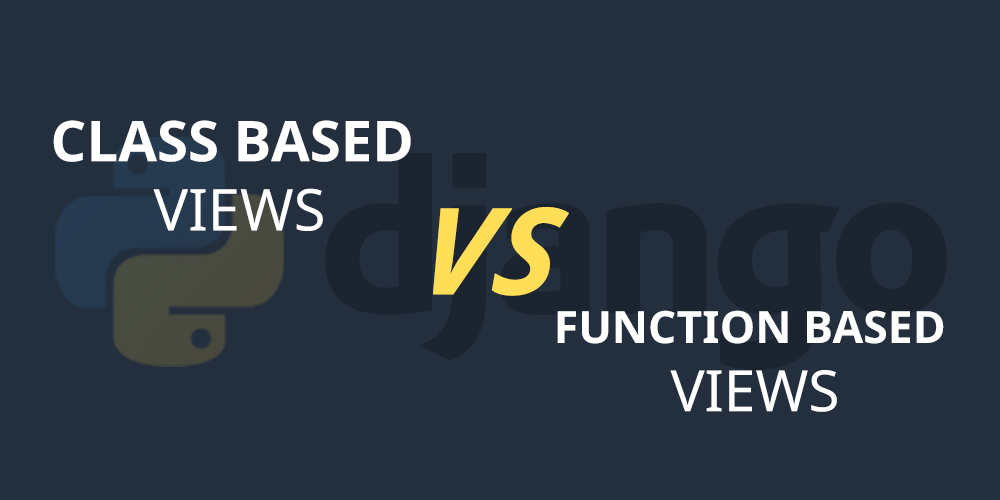 CLASS BASED
VIEWS
django
VS
FUNCTION BASED
VIEWS